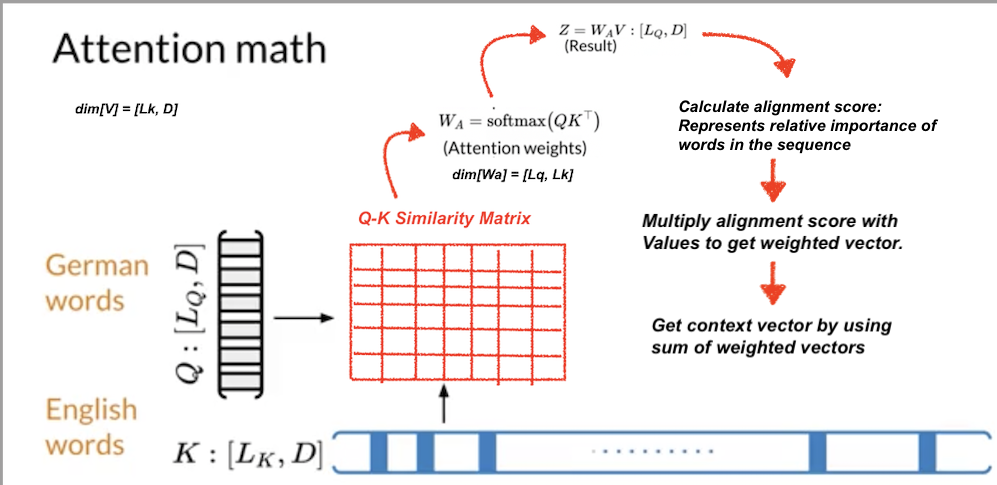 Attention math
dim[V] = [Lk, D]
Z = W_A V : [L_Q, D]
(Result)
W_A = softmax(QK^⊤)
(Attention weights)
dim[Wa] = [Lq, Lk]
Calculate alignment score:
Represents relative importance of
words in the sequence
Multiply alignment score with
Values to get weighted vector.
Get context vector by using
sum of weighted vectors
Q-K Similarity Matrix
German
words
Q : [L_Q, D]
English
words
K : [L_K, D]